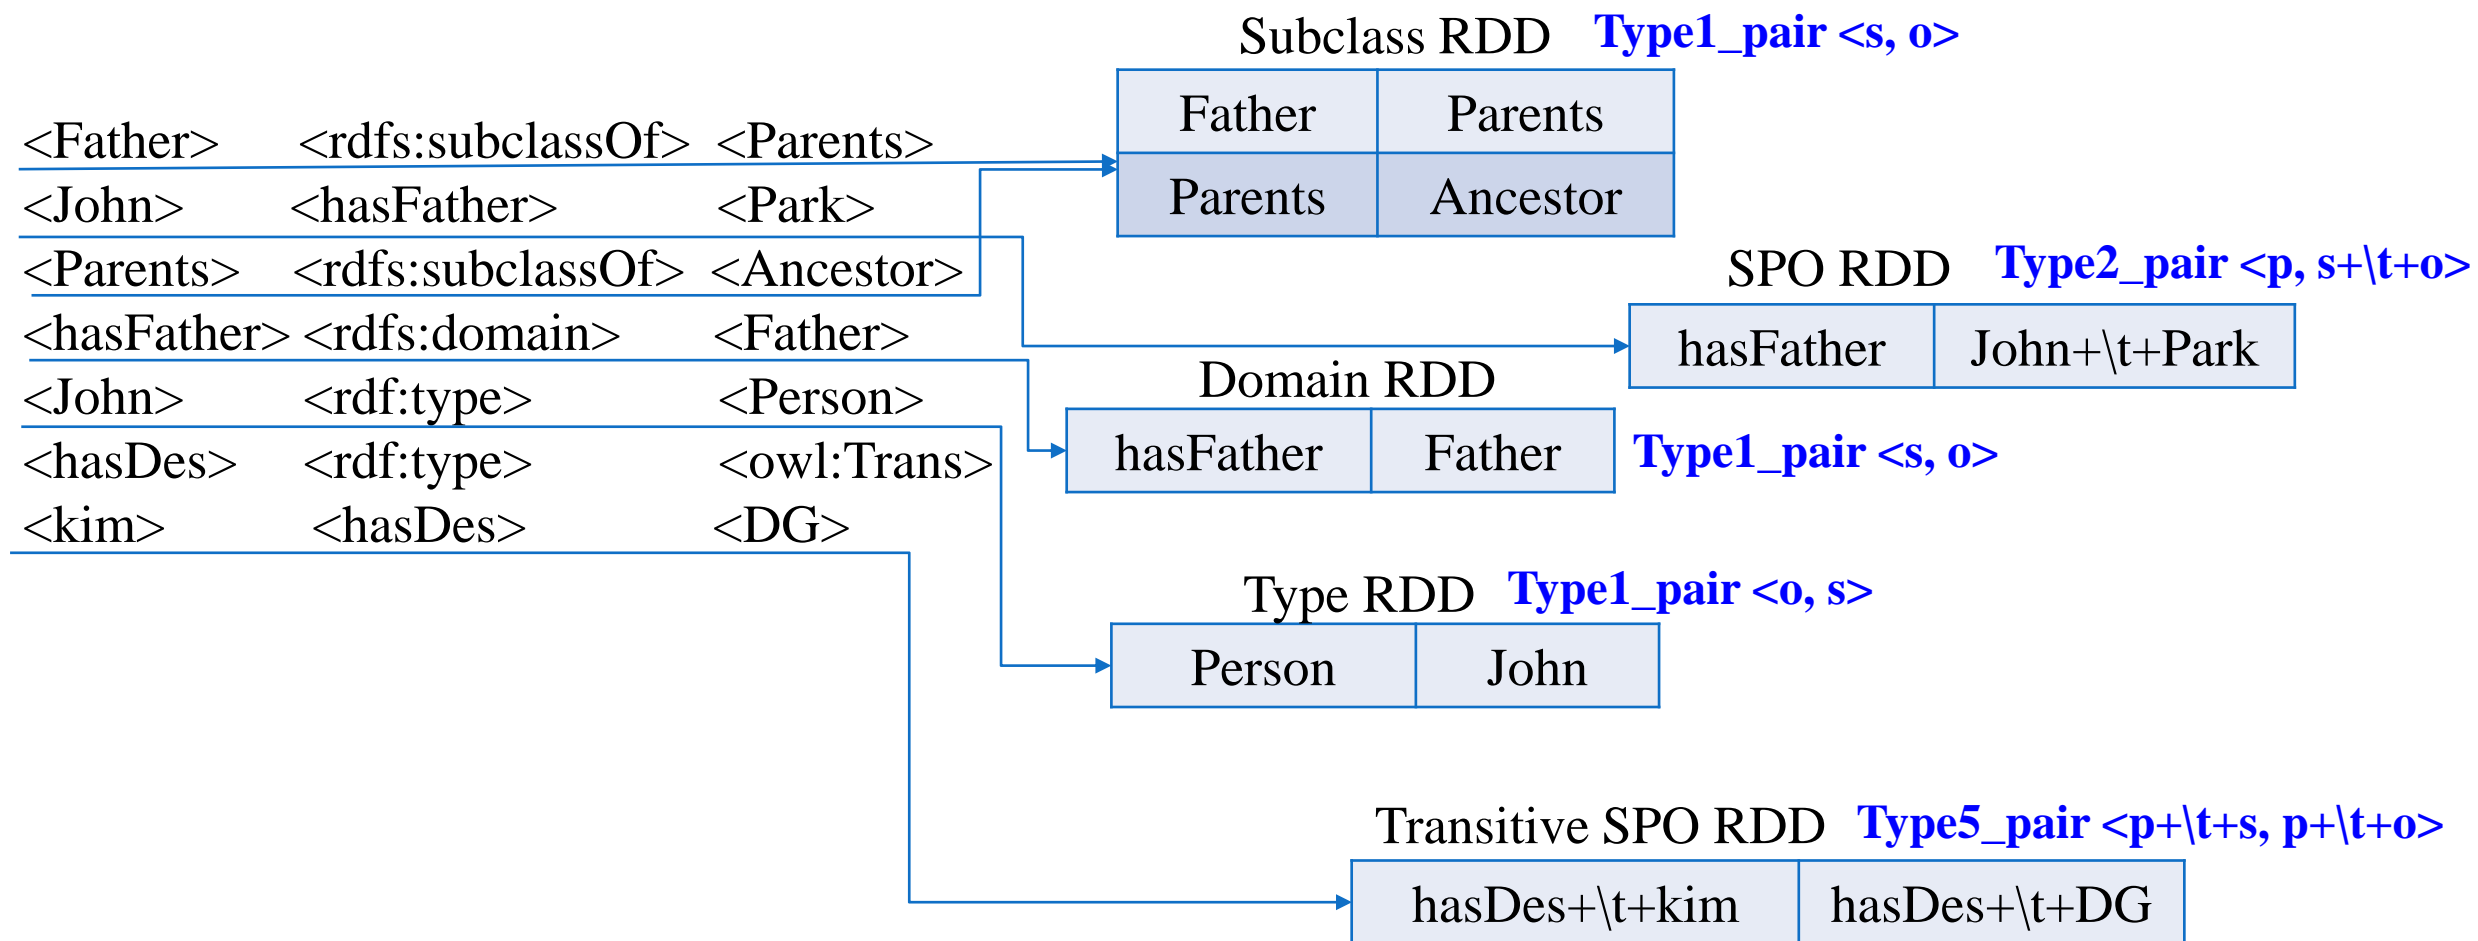 <Father> <rdfs:subclassOf> <Parents>
<John> <hasFather> <Park>
<Parents> <rdfs:subclassOf> <Ancestor>
<hasFather> <rdfs:domain> <Father>
<John> <rdf:type> <Person>
<hasDes> <rdf:type> <owl:Trans>
<kim> <hasDes> <DG>
Subclass RDD Type1_pair <s, o>
Father Parents
Parents Ancestor
SPO RDD Type2_pair <p, s+\t+o>
hasFather John+\t+Park
Domain RDD
hasFather Father Type1_pair <s, o>
Type RDD Type1_pair <o, s>
Person John
Transitive SPO RDD Type5_pair <p+\t+s, p+\t+o>
hasDes+\t+kim hasDes+\t+DG